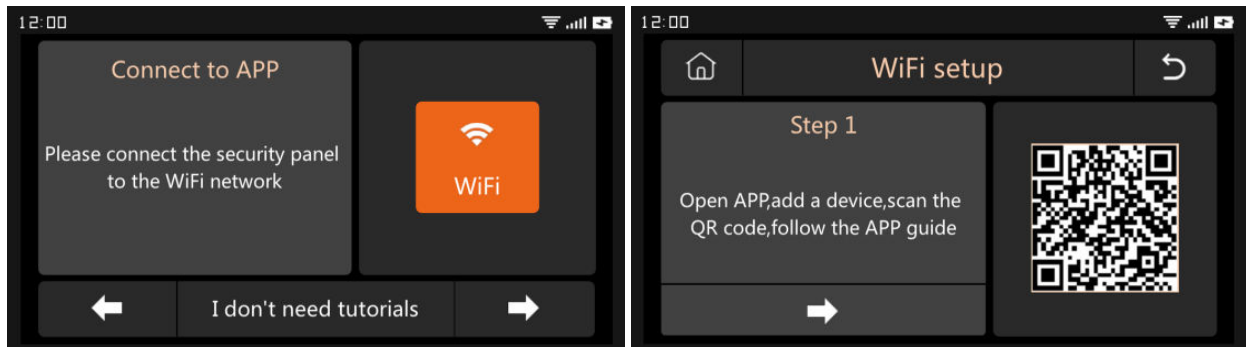 12:00
Connect to APP
Please connect the security panel
to the WiFi network
WiFi
I don't need tutorials
12:00
WiFi setup
Step 1
Open APP,add a device,scan the
QR code,follow the APP guide